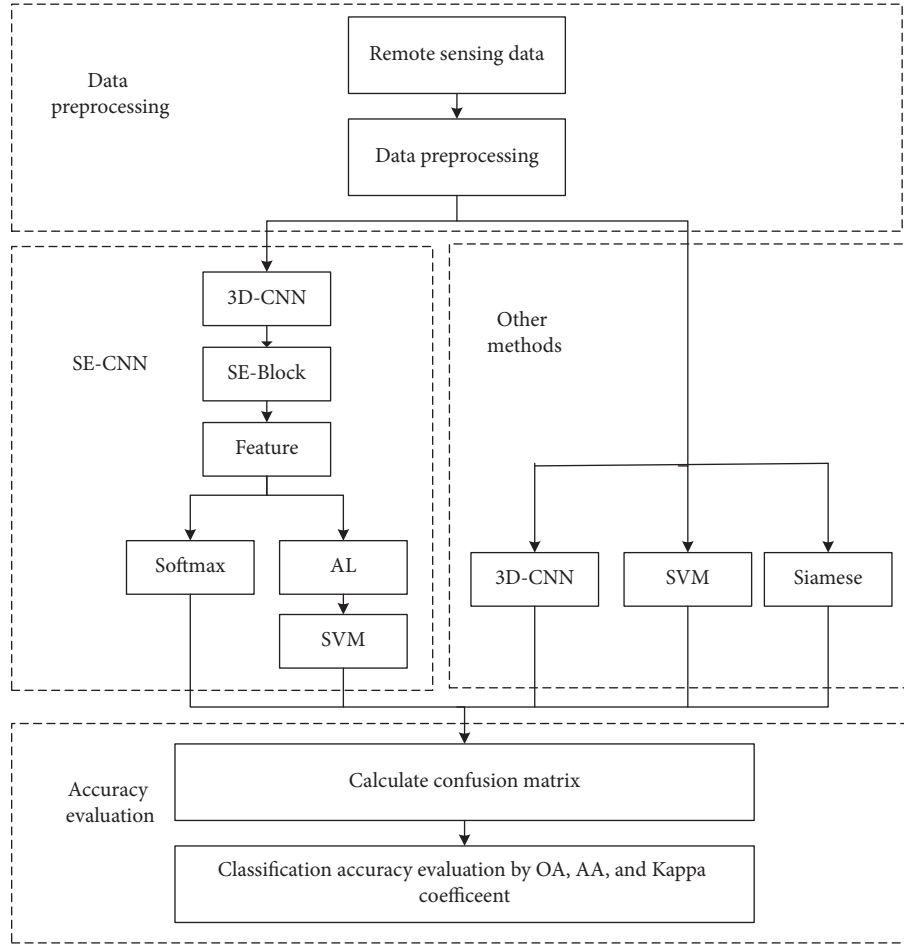 Remote sensing data
Data
preprocessing
Data preprocessing
3D-CNN
SE-CNN
SE-Block
Feature
Softmax
AL
SVM
Other
methods
3D-CNN
SVM
Siamese
Accuracy
evaluation
Calculate confusion matrix
Classification accuracy evaluation by OA, AA, and Kappa
coefficeent